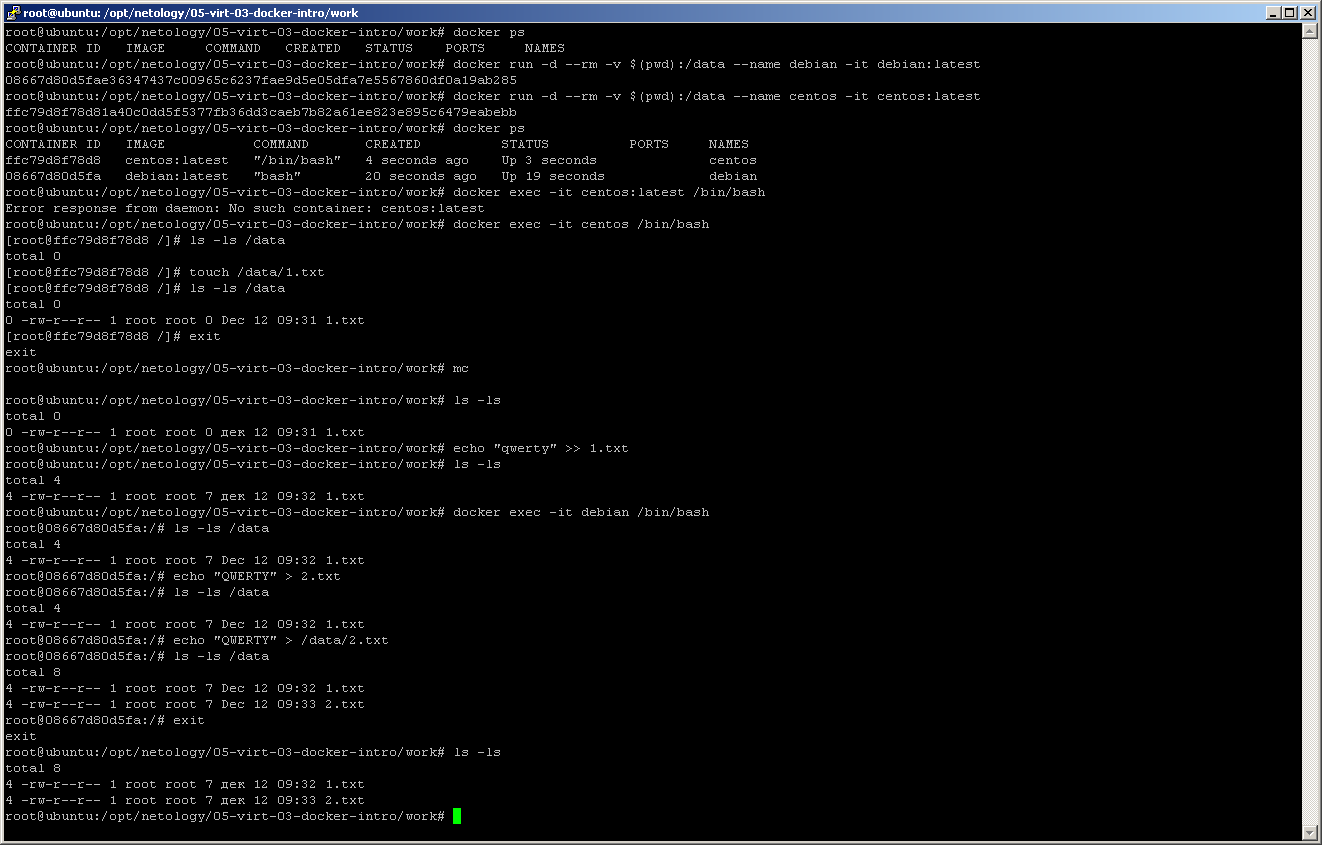 root@ubuntu: /opt/netology/05-virt-03-docker-intro/work
root@ubuntu:/opt/netology/05-virt-03-docker-intro/work# docker ps
CONTAINER ID   IMAGE     COMMAND   CREATED   STATUS    PORTS     NAMES
root@ubuntu:/opt/netology/05-virt-03-docker-intro/work# docker run -d --rm -v $(pwd):/data --name debian -it debian:latest
08667d80d5fae36347437c00965c6237fae9d5e05dfa7e5567860df0a19ab285
root@ubuntu:/opt/netology/05-virt-03-docker-intro/work# docker run -d --rm -v $(pwd):/data --name centos -it centos:latest
ffc79d8f78d81a40c0dd5f5377fb36dd3caeb7b82a61ee823e895c6479eabebb
root@ubuntu:/opt/netology/05-virt-03-docker-intro/work# docker ps
CONTAINER ID   IMAGE           COMMAND       CREATED          STATUS          PORTS     NAMES
ffc79d8f78d8   centos:latest   "/bin/bash"   4 seconds ago    Up 3 seconds              centos
08667d80d5fa   debian:latest   "bash"        20 seconds ago   Up 19 seconds             debian
root@ubuntu:/opt/netology/05-virt-03-docker-intro/work# docker exec -it centos:latest /bin/bash
Error response from daemon: No such container: centos:latest
root@ubuntu:/opt/netology/05-virt-03-docker-intro/work# docker exec -it centos /bin/bash
[root@ffc79d8f78d8 /]# ls -ls /data
total 0
[root@ffc79d8f78d8 /]# touch /data/1.txt
[root@ffc79d8f78d8 /]# ls -ls /data
total 0
0 -rw-r--r-- 1 root root 0 Dec 12 09:31 1.txt
[root@ffc79d8f78d8 /]# exit
exit
root@ubuntu:/opt/netology/05-virt-03-docker-intro/work# mc
root@ubuntu:/opt/netology/05-virt-03-docker-intro/work# ls -ls
total 0
0 -rw-r--r-- 1 root root 0 дек 12 09:31 1.txt
root@ubuntu:/opt/netology/05-virt-03-docker-intro/work# echo "qwerty" >> 1.txt
root@ubuntu:/opt/netology/05-virt-03-docker-intro/work# ls -ls
total 4
4 -rw-r--r-- 1 root root 7 дек 12 09:32 1.txt
root@ubuntu:/opt/netology/05-virt-03-docker-intro/work# docker exec -it debian /bin/bash
root@08667d80d5fa:/# ls -ls /data
total 4
4 -rw-r--r-- 1 root root 7 Dec 12 09:32 1.txt
root@08667d80d5fa:/# echo "QWERTY" > 2.txt
root@08667d80d5fa:/# ls -ls /data
total 4
4 -rw-r--r-- 1 root root 7 Dec 12 09:32 1.txt
root@08667d80d5fa:/# echo "QWERTY" > /data/2.txt
root@08667d80d5fa:/# ls -ls /data
total 8
4 -rw-r--r-- 1 root root 7 Dec 12 09:32 1.txt
4 -rw-r--r-- 1 root root 7 Dec 12 09:33 2.txt
root@08667d80d5fa:/# exit
exit
root@ubuntu:/opt/netology/05-virt-03-docker-intro/work# ls -ls
total 8
4 -rw-r--r-- 1 root root 7 дек 12 09:32 1.txt
4 -rw-r--r-- 1 root root 7 дек 12 09:33 2.txt
root@ubuntu:/opt/netology/05-virt-03-docker-intro/work#